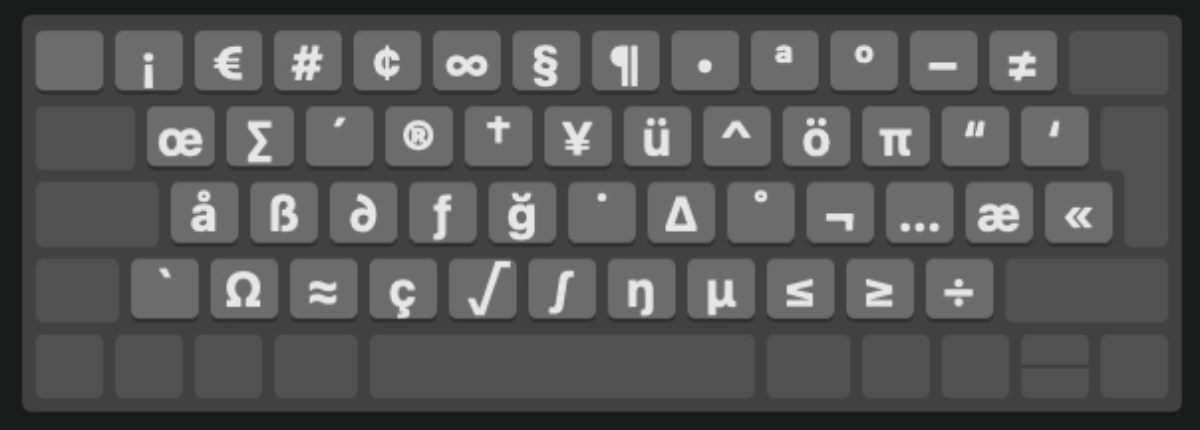 ¡ € # ¢ ∞ § ¶ • ª º – ≠
œ ∑ ´ ® † ¥ ü ^ ö π “ ‘
å ß ∂ ƒ ğ ˙ ∆ ˚ ¬ … æ «
` Ω ≈ ç √ ∫ ŋ µ ≤ ≥ ÷